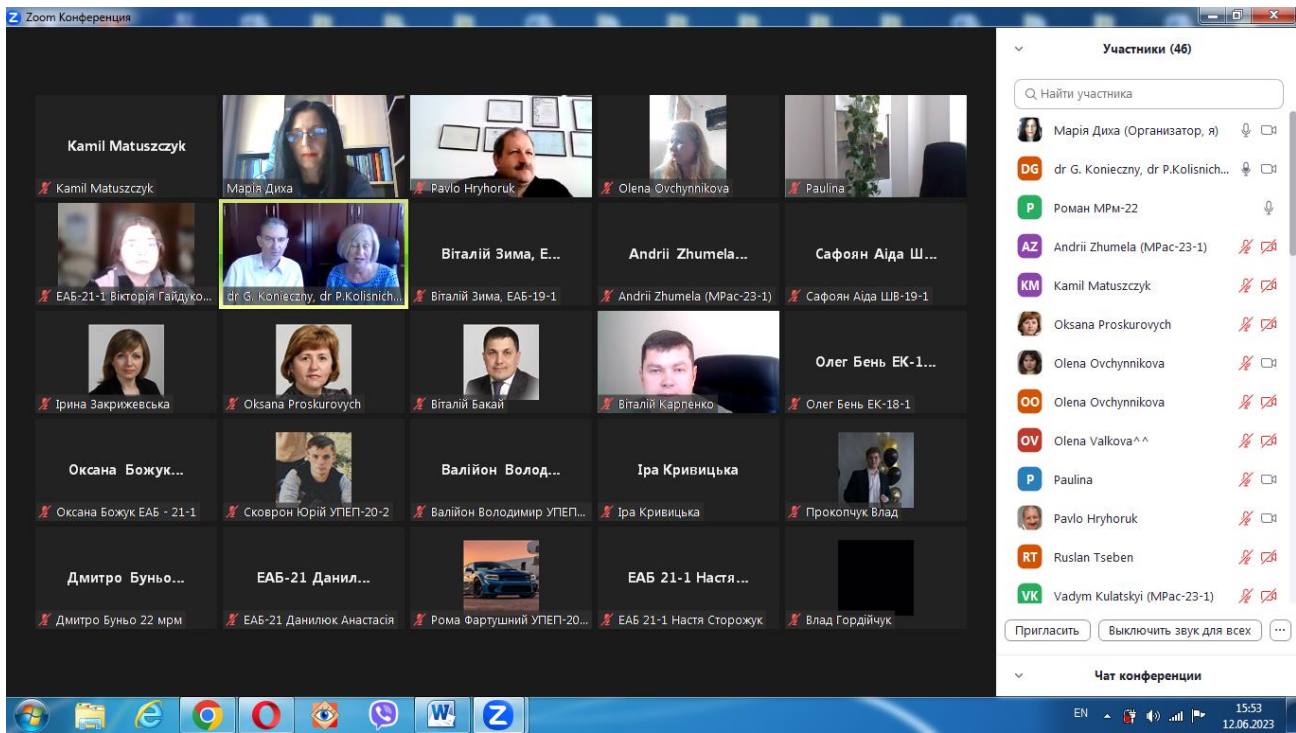 Zoom Конференция
Kamil Matuszczyk
Kamil Matuszczyk
Марія Диха
Pavlo Hryhoruk
Olena Ovchynnikova
Paulina
ЕАБ-21-1 Вікторія Гайдуко...
dr G. Konieczny, dr P.Kolisnich...
Віталій Зима, Е...
Віталій Зима, ЕАБ-19-1
Andrii Zhumela...
Andrii Zhumela (MPac-23-1)
Сафоян Аіда Ш...
Сафоян Аіда ШВ-19-1
Ірина Закрижевська
Oksana Proskurovych
Віталій Бакай
Віталій Карпенко
Олег Бень ЕК-1...
Олег Бень ЕК-18-1
Оксана Божук...
Оксана Божук ЕАБ - 21-1
Сковрон Юрій УПЕП-20-2
Валійон Волод...
Валійон Володимир УПЕП...
Іра Кривицька
Іра Кривицька
Прокопчук Влад
Дмитро Буньо...
Дмитро Буньо 22 мрм
ЕАБ-21 Данил...
ЕАБ-21 Данилюк Анастасія
Рома Фартушний УПЕП-20...
ЕАБ 21-1 Настя...
ЕАБ 21-1 Настя Сторожук
Влад Гордійчук
Участники (46)
Найти участника
Марія Диха (Организатор, я)
DG dr G. Konieczny, dr P.Kolisnich...
Р Роман МРм-22
AZ Andrii Zhumela (MPac-23-1)
KM Kamil Matuszczyk
Oksana Proskurovych
Olena Ovchynnikova
OO Olena Ovchynnikova
OV Olena Valkova^^
P Paulina
Pavlo Hryhoruk
RT Ruslan Tseben
VK Vadym Kulatskyi (MPac-23-1)
Пригласить
Выключить звук для всех
...
Чат конференции
EN
15:53
12.06.2023